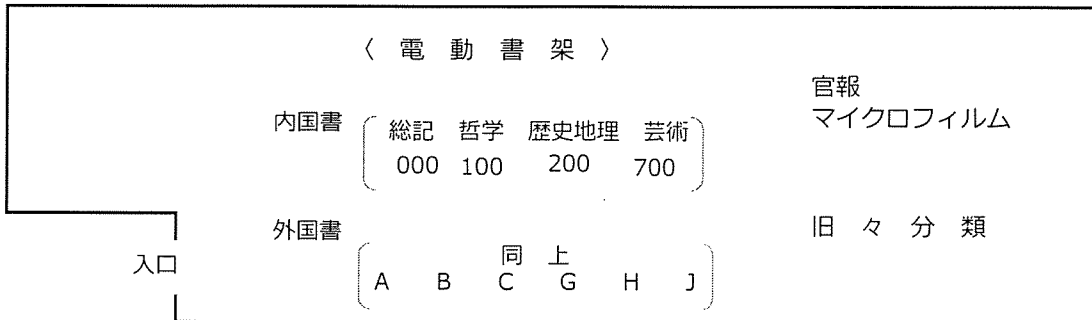 〈 電 動 書 架 〉
官報
マイクロフィルム
内国書
総記 哲学 歴史地理 芸術
000 100 200 700
外国書
同 上
A B C G H J
旧 々 分 類
入口